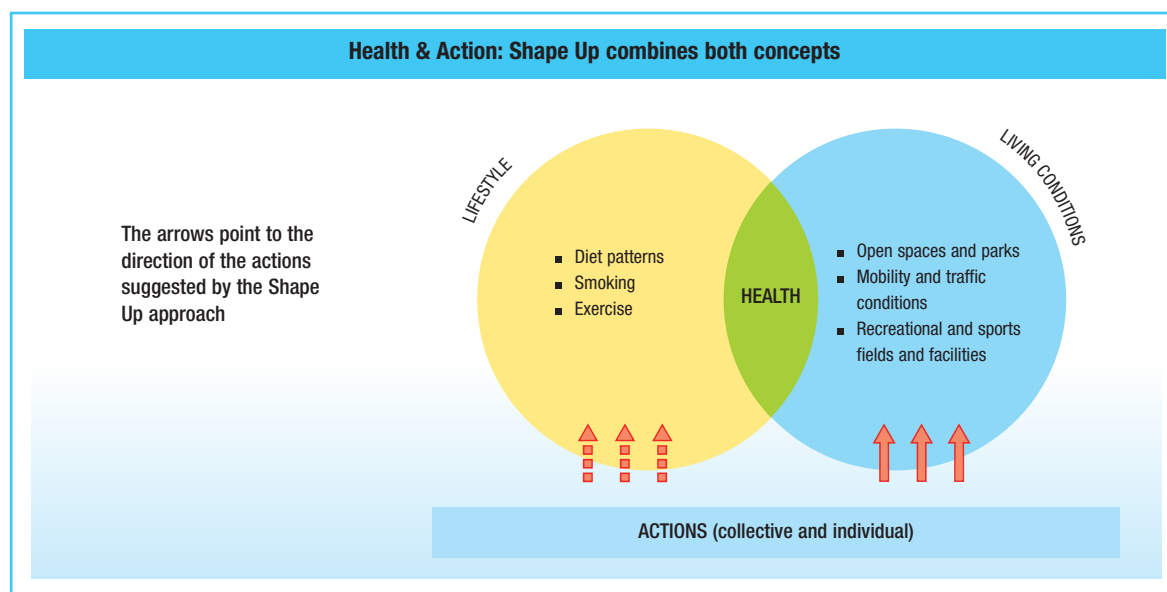 Health & Action: Shape Up combines both concepts
The arrows point to the
direction of the actions
suggested by the Shape
Up approach
LIFESTYLE
▪ Diet patterns
▪ Smoking
▪ Exercise
HEALTH
LIVING CONDITIONS
▪ Open spaces and parks
▪ Mobility and traffic
conditions
▪ Recreational and sports
fields and facilities
ACTIONS (collective and individual)